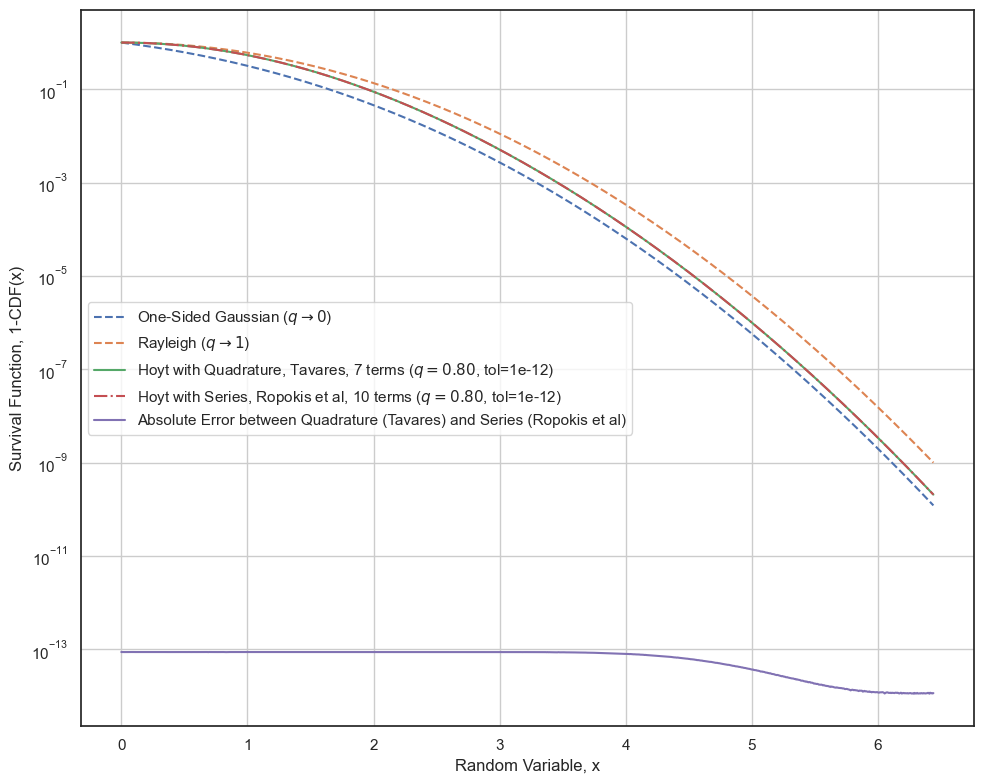 Survival Function, 1-CDF(x)
10⁻¹
10⁻³
10⁻⁵
10⁻⁷
10⁻⁹
10⁻¹¹
10⁻¹³
One-Sided Gaussian (q → 0)
Rayleigh (q → 1)
Hoyt with Quadrature, Tavares, 7 terms (q = 0.80, tol=1e-12)
Hoyt with Series, Ropokis et al, 10 terms (q = 0.80, tol=1e-12)
Absolute Error between Quadrature (Tavares) and Series (Ropokis et al)
0 1 2 3 4 5 6
Random Variable, x